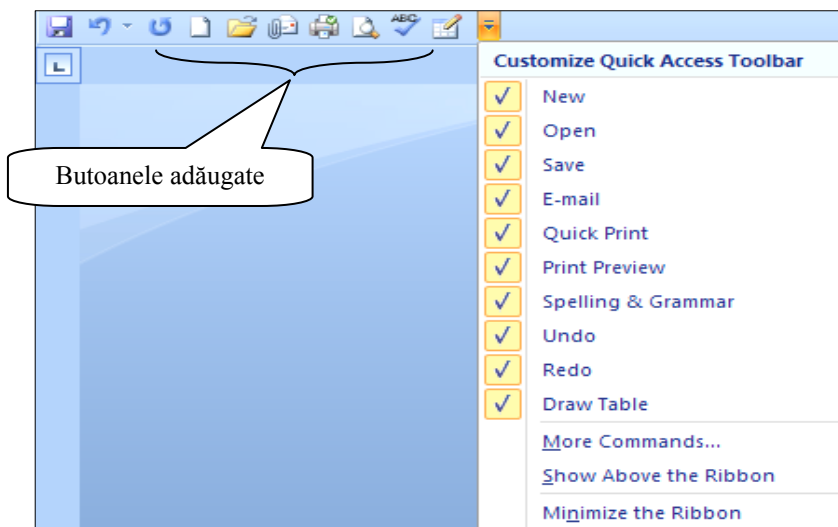 ABC
Customize Quick Access Toolbar
New
Open
Save
E-mail
Quick Print
Print Preview
Spelling & Grammar
Undo
Redo
Draw Table
More Commands...
Show Above the Ribbon
Minimize the Ribbon
Butoanele adăugate